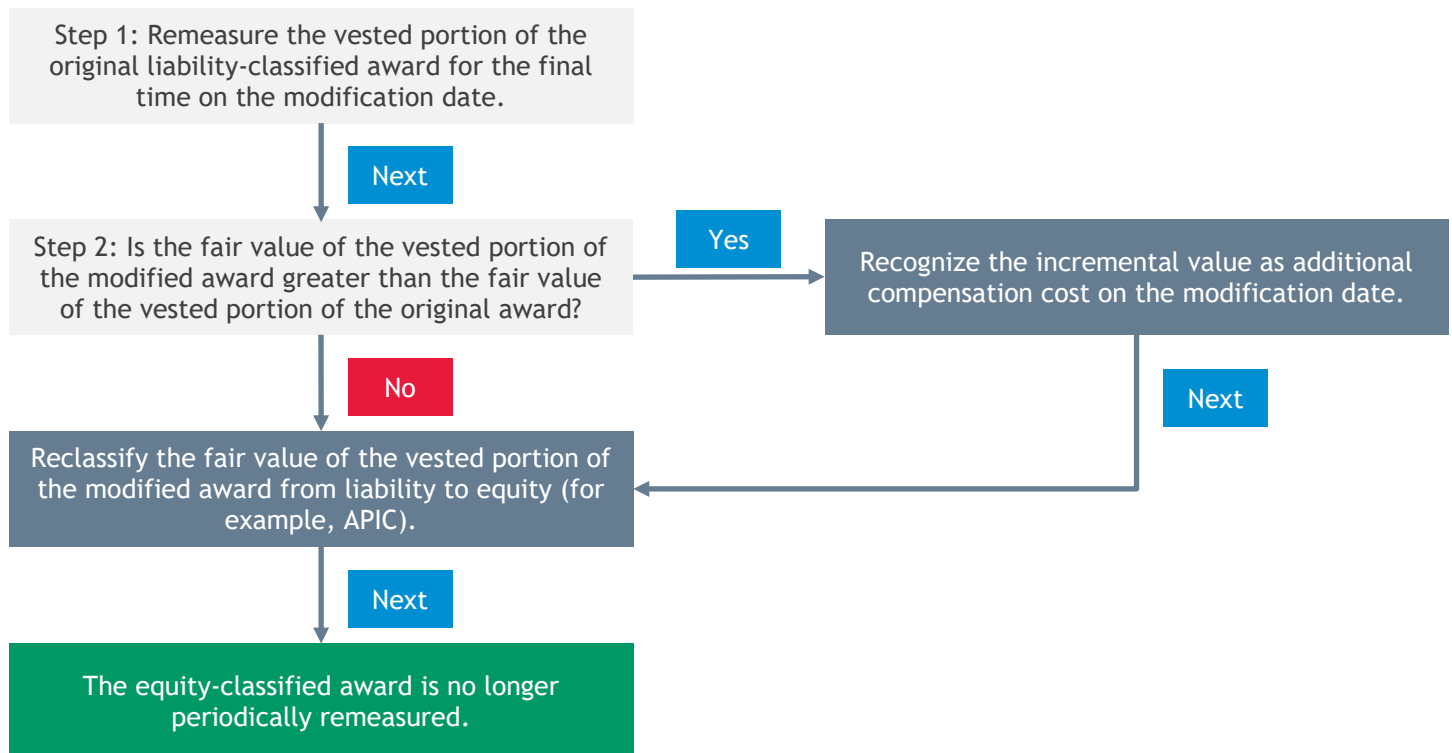 Step 1: Remeasure the vested portion of the
original liability-classified award for the final
time on the modification date.
Next
Step 2: Is the fair value of the vested portion of
the modified award greater than the fair value
of the vested portion of the original award?
Yes
Recognize the incremental value as additional
compensation cost on the modification date.
No
Next
Reclassify the fair value of the vested portion of
the modified award from liability to equity (for
example, APIC).
Next
The equity-classified award is no longer
periodically remeasured.